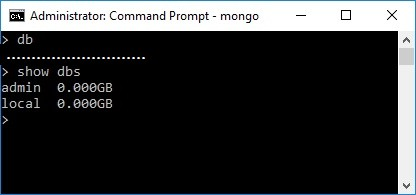 Administrator: Command Prompt - mongo
> db
............................
> show dbs
admin  0.000GB
local  0.000GB
>